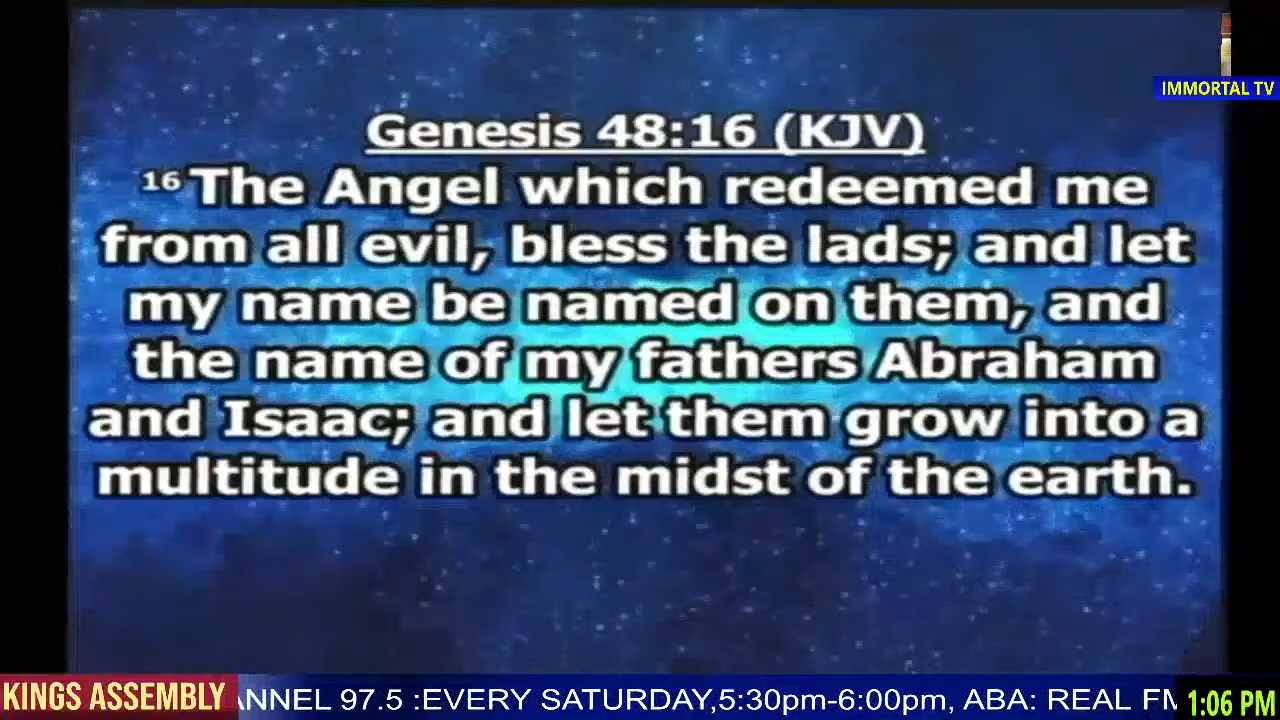 IMMORTAL TV
Genesis 48:16 (KJV)
16 The Angel which redeemed me
from all evil, bless the lads; and let
my name be named on them, and
the name of my fathers Abraham
and Isaac; and let them grow into a
multitude in the midst of the earth.
KINGS ASSEMBLY ANNEL 97.5 :EVERY SATURDAY,5:30pm-6:00pm, ABA: REAL FM 1:06 PM